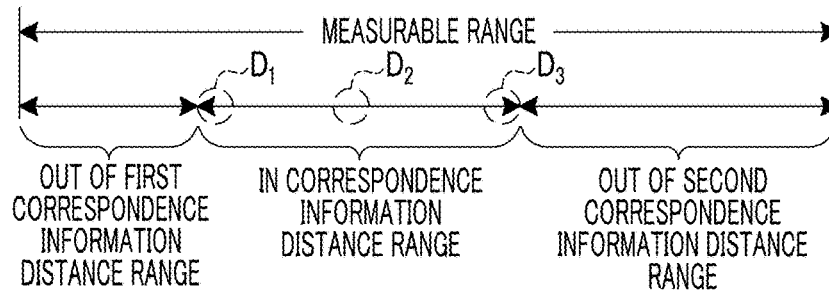 MEASURABLE RANGE
D1 D2 D3
OUT OF FIRST
CORRESPONDENCE
INFORMATION
DISTANCE RANGE
IN CORRESPONDENCE
INFORMATION
DISTANCE RANGE
OUT OF SECOND
CORRESPONDENCE
INFORMATION DISTANCE
RANGE